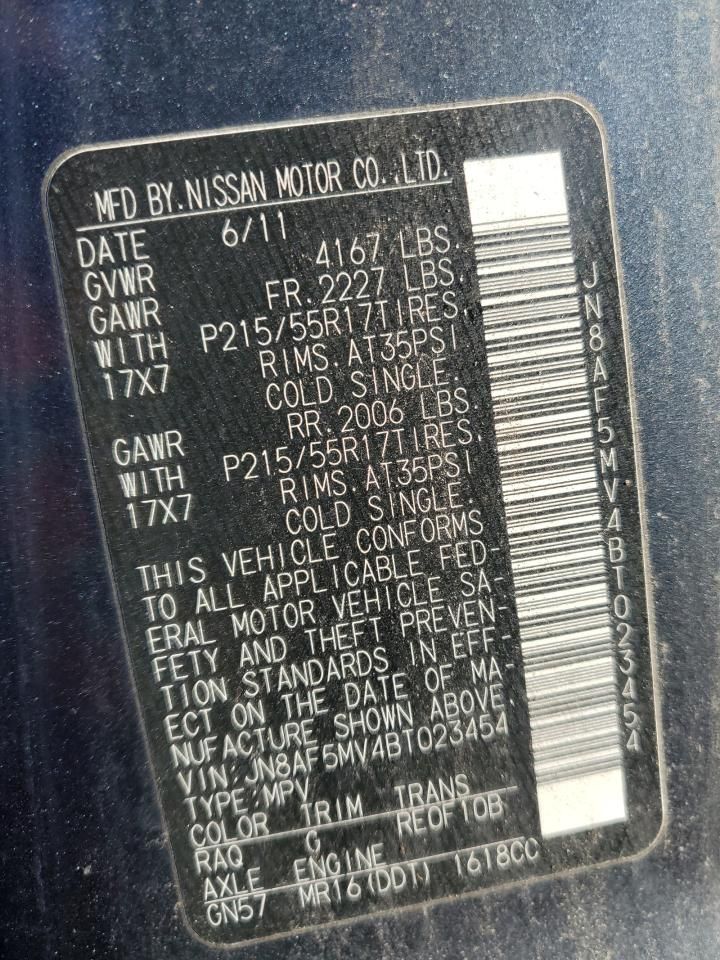 MFD BY.NISSAN MOTOR CO.,LTD.
DATE 6/11
GVWR 4167 LBS.
GAWR FR.2227 LBS.
WITH P215/55R17TIRES.
17X7 RIMS.AT35PSI
COLD SINGLE.
GAWR RR.2006 LBS.
WITH P215/55R17TIRES.
17X7 RIMS.AT35PSI
COLD SINGLE.
THIS VEHICLE CONFORMS
TO ALL APPLICABLE FED-
ERAL MOTOR VEHICLE SA-
FETY AND THEFT PREVEN-
TION STANDARDS IN EFF-
ECT ON THE DATE OF MA-
NUFACTURE SHOWN ABOVE.
VIN:JN8AF5MV4BT023454
TYPE:MPV
COLOR TRIM TRANS
RAQ G RE0F10B
AXLE ENGINE
GN57 MR16(DDT) 1618CC
JN8AF5MV4BT023454